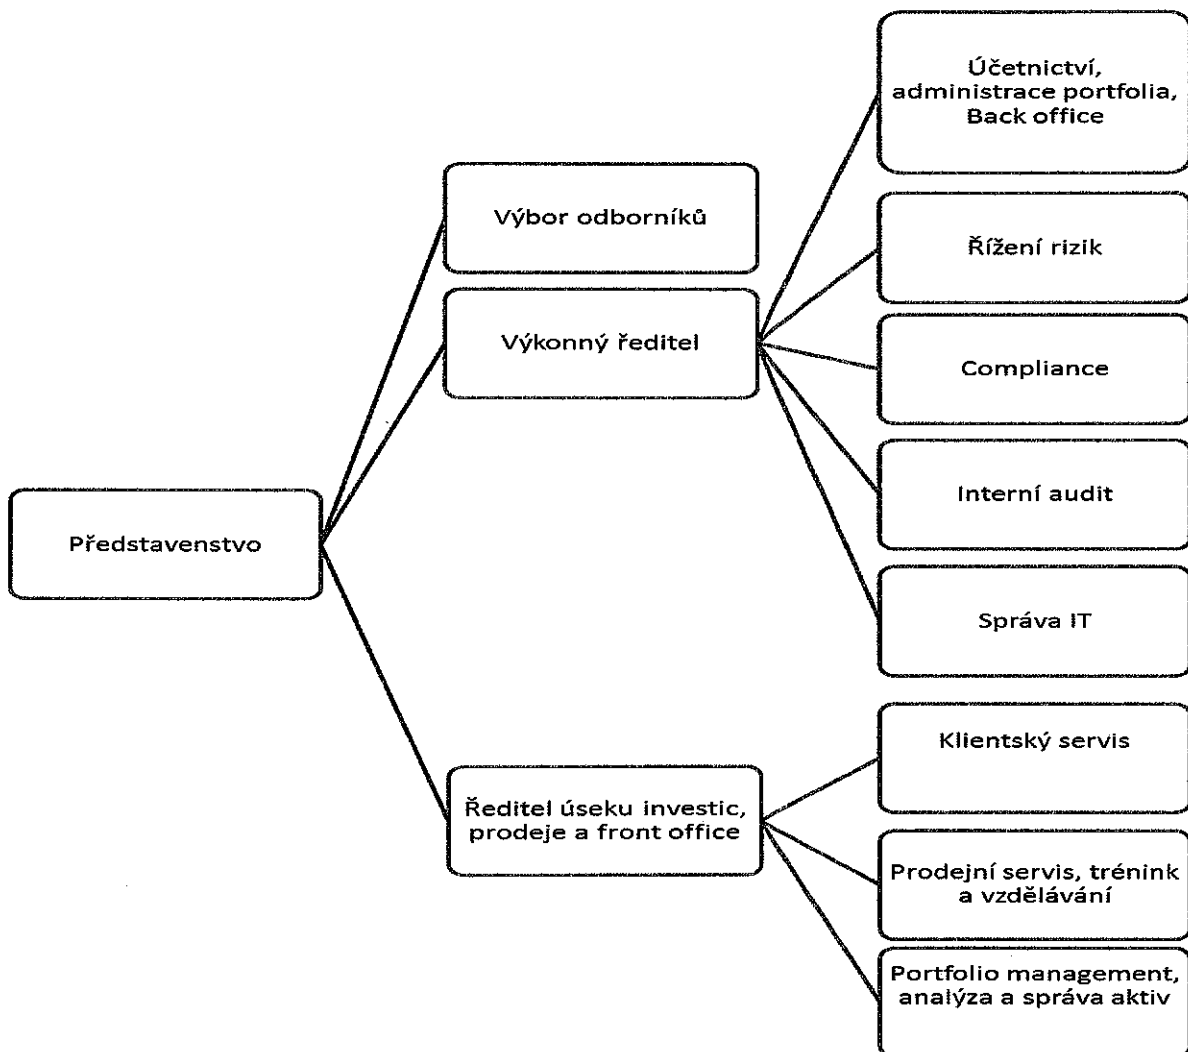 Účetnictví,
administrace portfolia,
Back office
Výbor odborníků
Řížení rizik
Výkonný ředitel
Compliance
Interní audit
Představenstvo
Správa IT
Klientský servis
Ředitel úseku investic,
prodeje a front office
Prodejní servis, trénink
a vzdělávání
Portfolio management,
analýza a správa aktiv